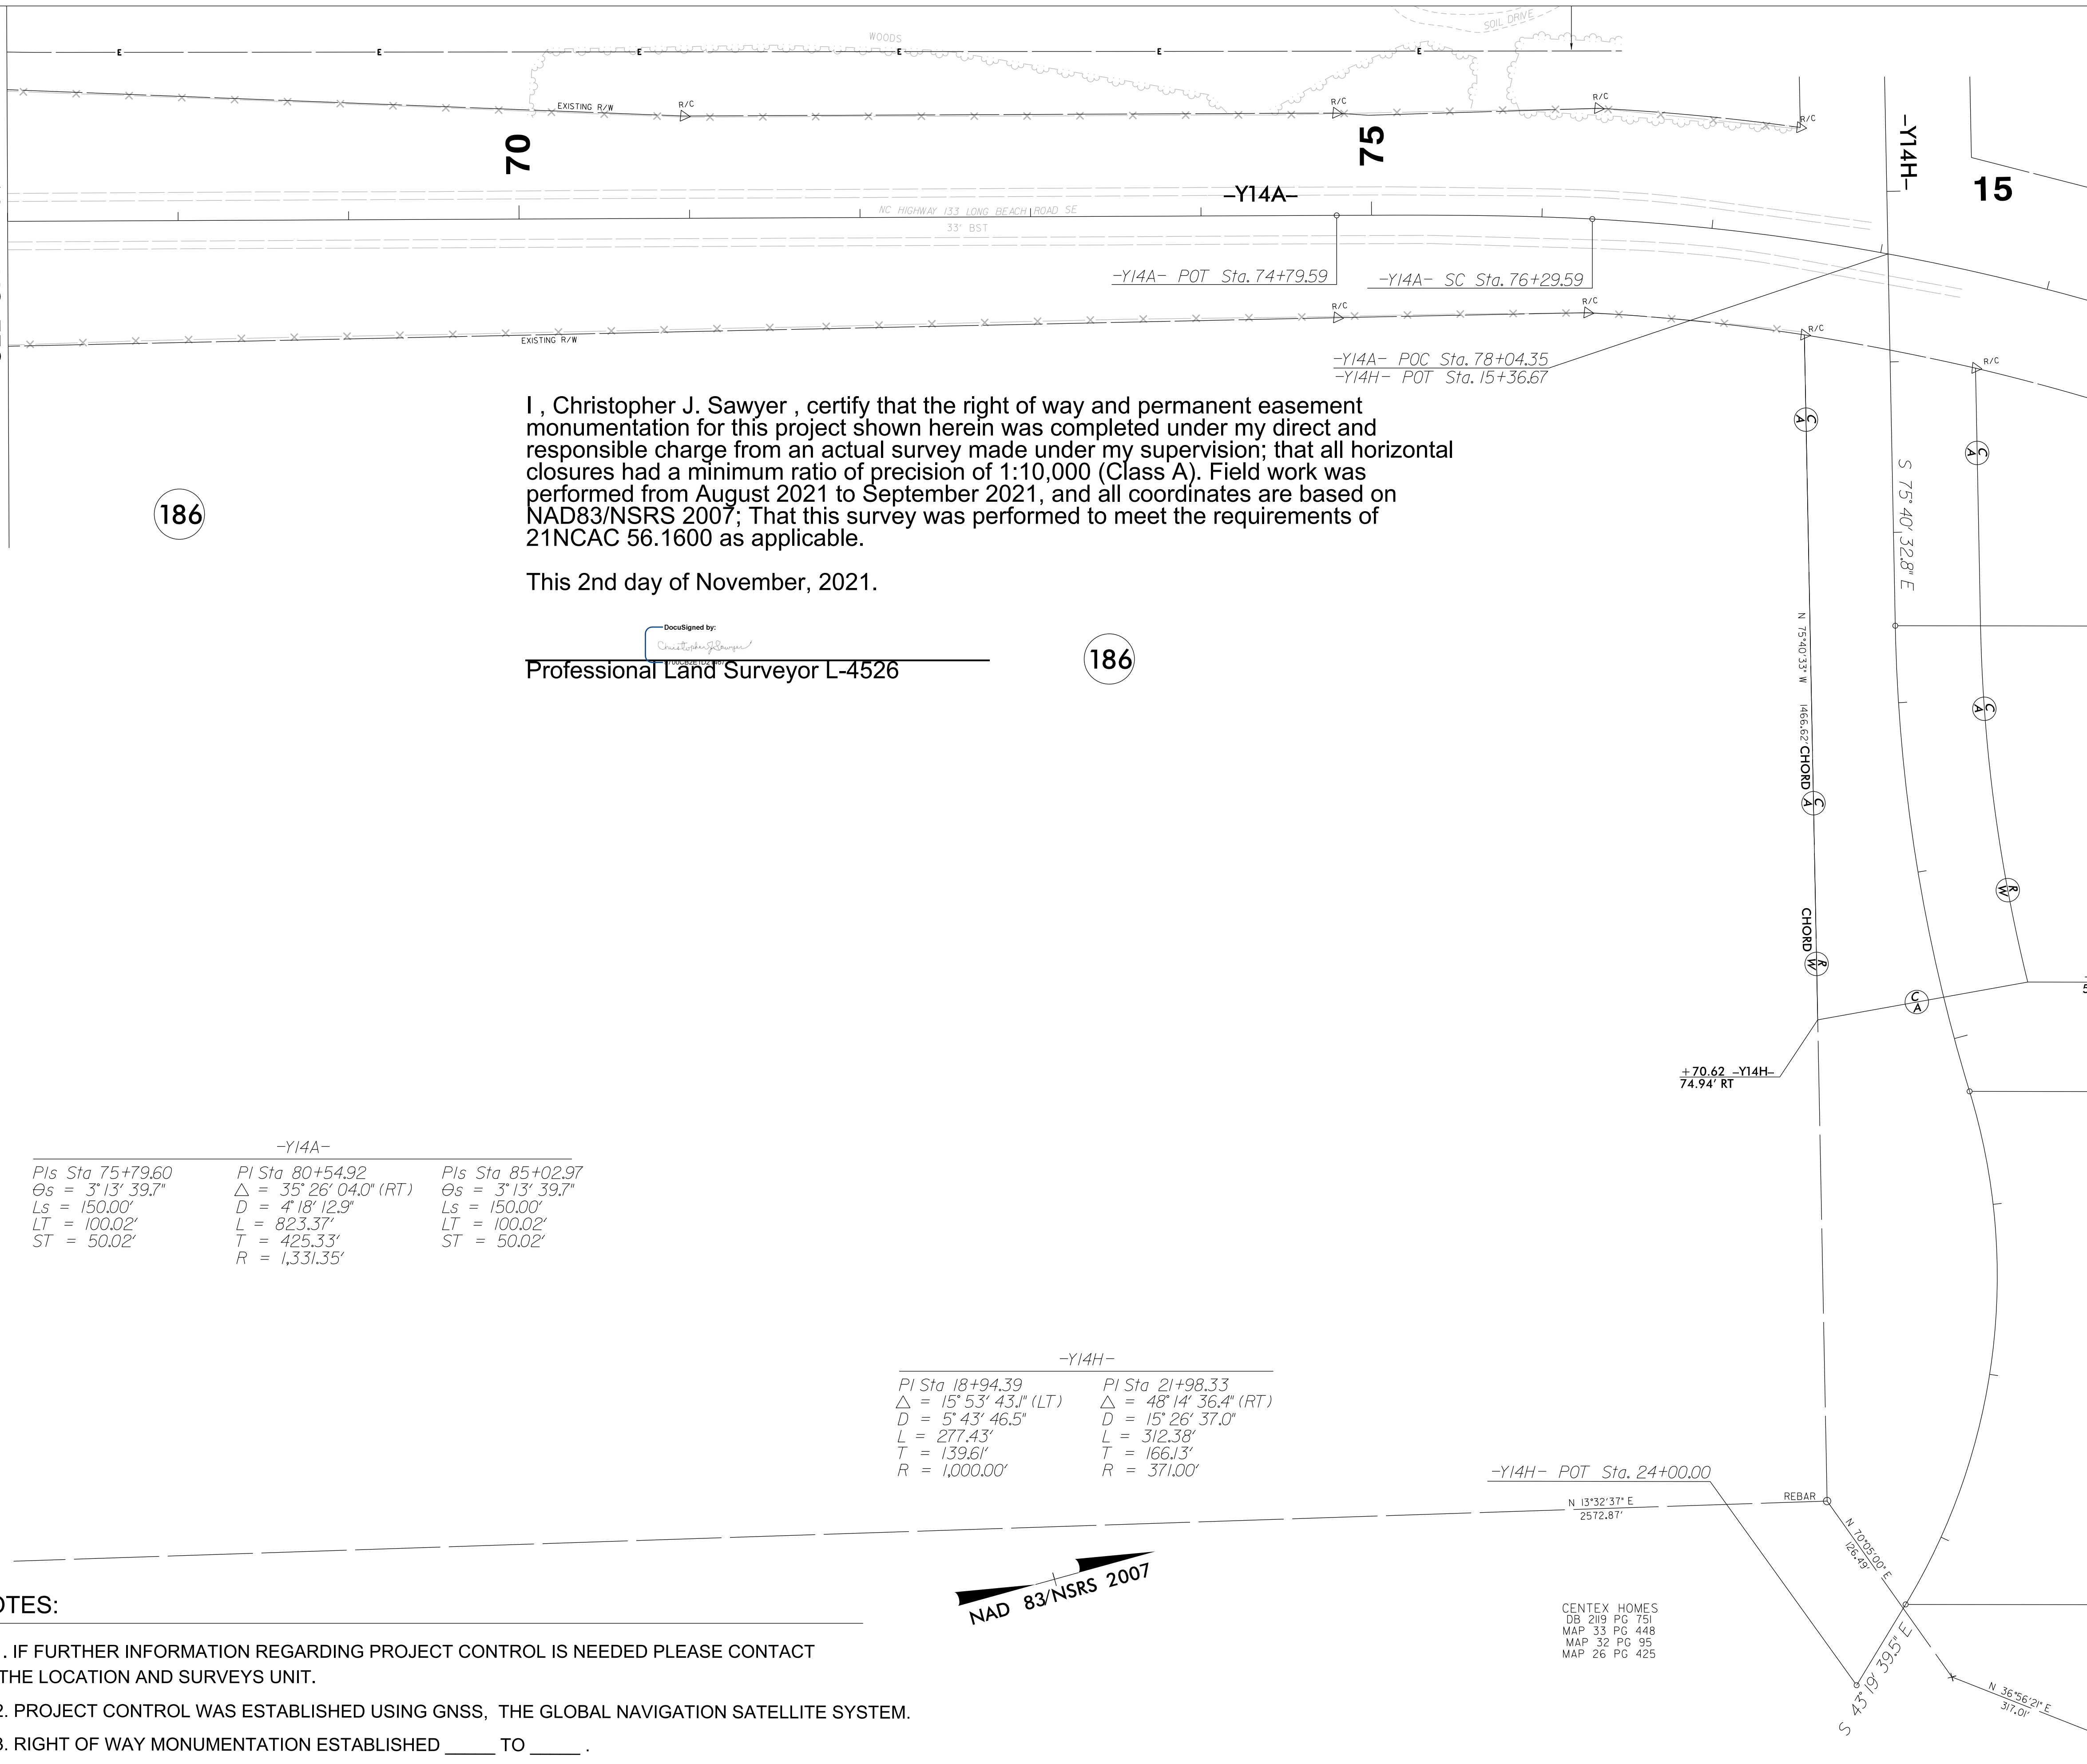 SOIL DRIVE
WOODS
E E E E E E
EXISTING R/W
R/C
R/C
R/C
R/C
70
75
-Y14H-
15
-Y14A-
NC HIGHWAY 133 LONG BEACH ROAD SE
33' BST
-Y14A- POT Sta. 74+79.59
-Y14A- SC Sta. 76+29.59
R/C
R/C
R/C
R/C
EXISTING R/W
-Y14A- POC Sta. 78+04.35
-Y14H- POT Sta. 15+36.67
I , Christopher J. Sawyer , certify that the right of way and permanent easement
monumentation for this project shown herein was completed under my direct and
responsible charge from an actual survey made under my supervision; that all horizontal
closures had a minimum ratio of precision of 1:10,000 (Class A). Field work was
performed from August 2021 to September 2021, and all coordinates are based on
NAD83/NSRS 2007; That this survey was performed to meet the requirements of
21NCAC 56.1600 as applicable.
This 2nd day of November, 2021.
DocuSigned by:
Christopher J Sawyer
Professional Land Surveyor L-4526
186
186
C A
C A
S 75° 40' 32.8" E
N 75°40'33" W 1466.62' CHORD
C A
C A
R W
CHORD
R W
C A
+70.62 -Y14H-
74.94' RT
-Y14A-
PIs Sta 75+79.60
Θs = 3° 13' 39.7"
Ls = 150.00'
LT = 100.02'
ST = 50.02'
PI Sta 80+54.92
△ = 35° 26' 04.0" (RT)
D = 4° 18' 12.9"
L = 823.37'
T = 425.33'
R = 1,331.35'
PIs Sta 85+02.97
Θs = 3° 13' 39.7"
Ls = 150.00'
LT = 100.02'
ST = 50.02'
-Y14H-
PI Sta 18+94.39
△ = 15° 53' 43.1" (LT)
D = 5° 43' 46.5"
L = 277.43'
T = 139.61'
R = 1,000.00'
PI Sta 21+98.33
△ = 48° 14' 36.4" (RT)
D = 15° 26' 37.0"
L = 312.38'
T = 166.13'
R = 371.00'
-Y14H- POT Sta. 24+00.00
N 13°32'37" E
2572.87'
REBAR
N 70°05'00" E
126.49'
NAD 83/NSRS 2007
CENTEX HOMES
DB 2119 PG 751
MAP 33 PG 448
MAP 32 PG 95
MAP 26 PG 425
S 43° 19' 39.5" E
N 36°56'21" E
317.01'
OTES:
. IF FURTHER INFORMATION REGARDING PROJECT CONTROL IS NEEDED PLEASE CONTACT
THE LOCATION AND SURVEYS UNIT.
2. PROJECT CONTROL WAS ESTABLISHED USING GNSS, THE GLOBAL NAVIGATION SATELLITE SYSTEM.
3. RIGHT OF WAY MONUMENTATION ESTABLISHED _____ TO _____ .